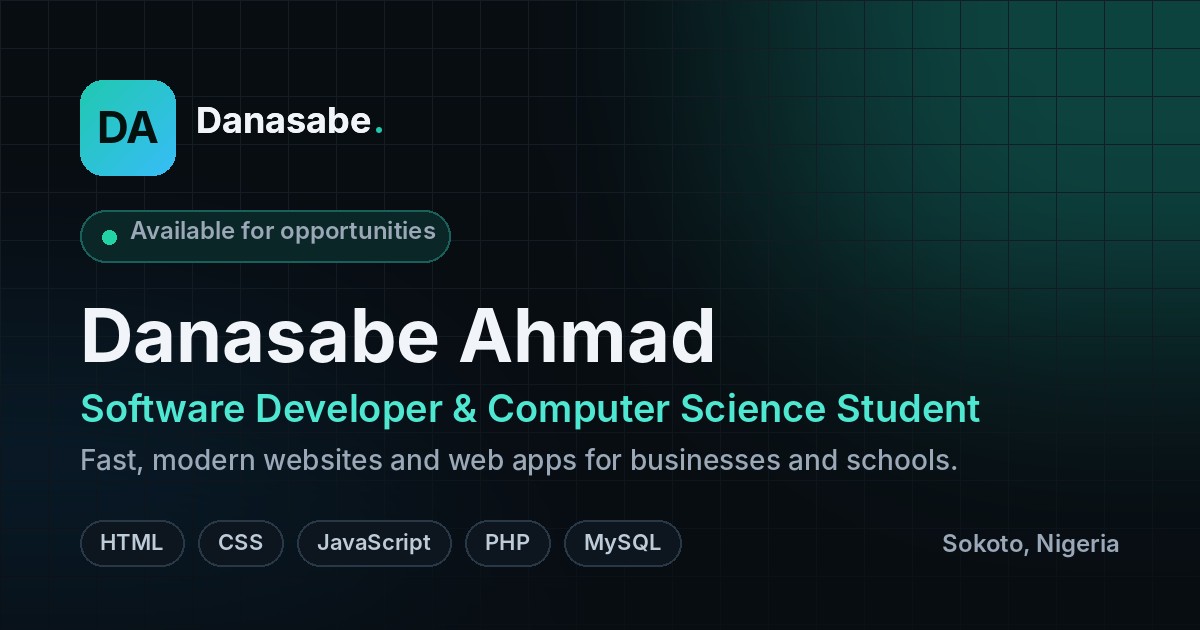 DA
Danasabe.
Available for opportunities
Danasabe Ahmad
Software Developer & Computer Science Student
Fast, modern websites and web apps for businesses and schools.
HTML CSS JavaScript PHP MySQL
Sokoto, Nigeria